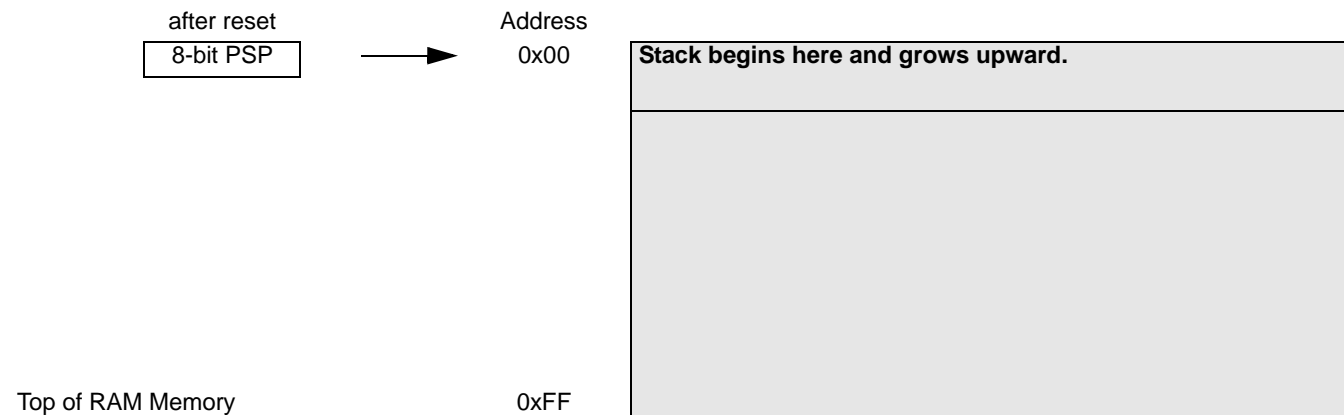 after reset Address
8-bit PSP 0x00 Stack begins here and grows upward.
Top of RAM Memory 0xFF